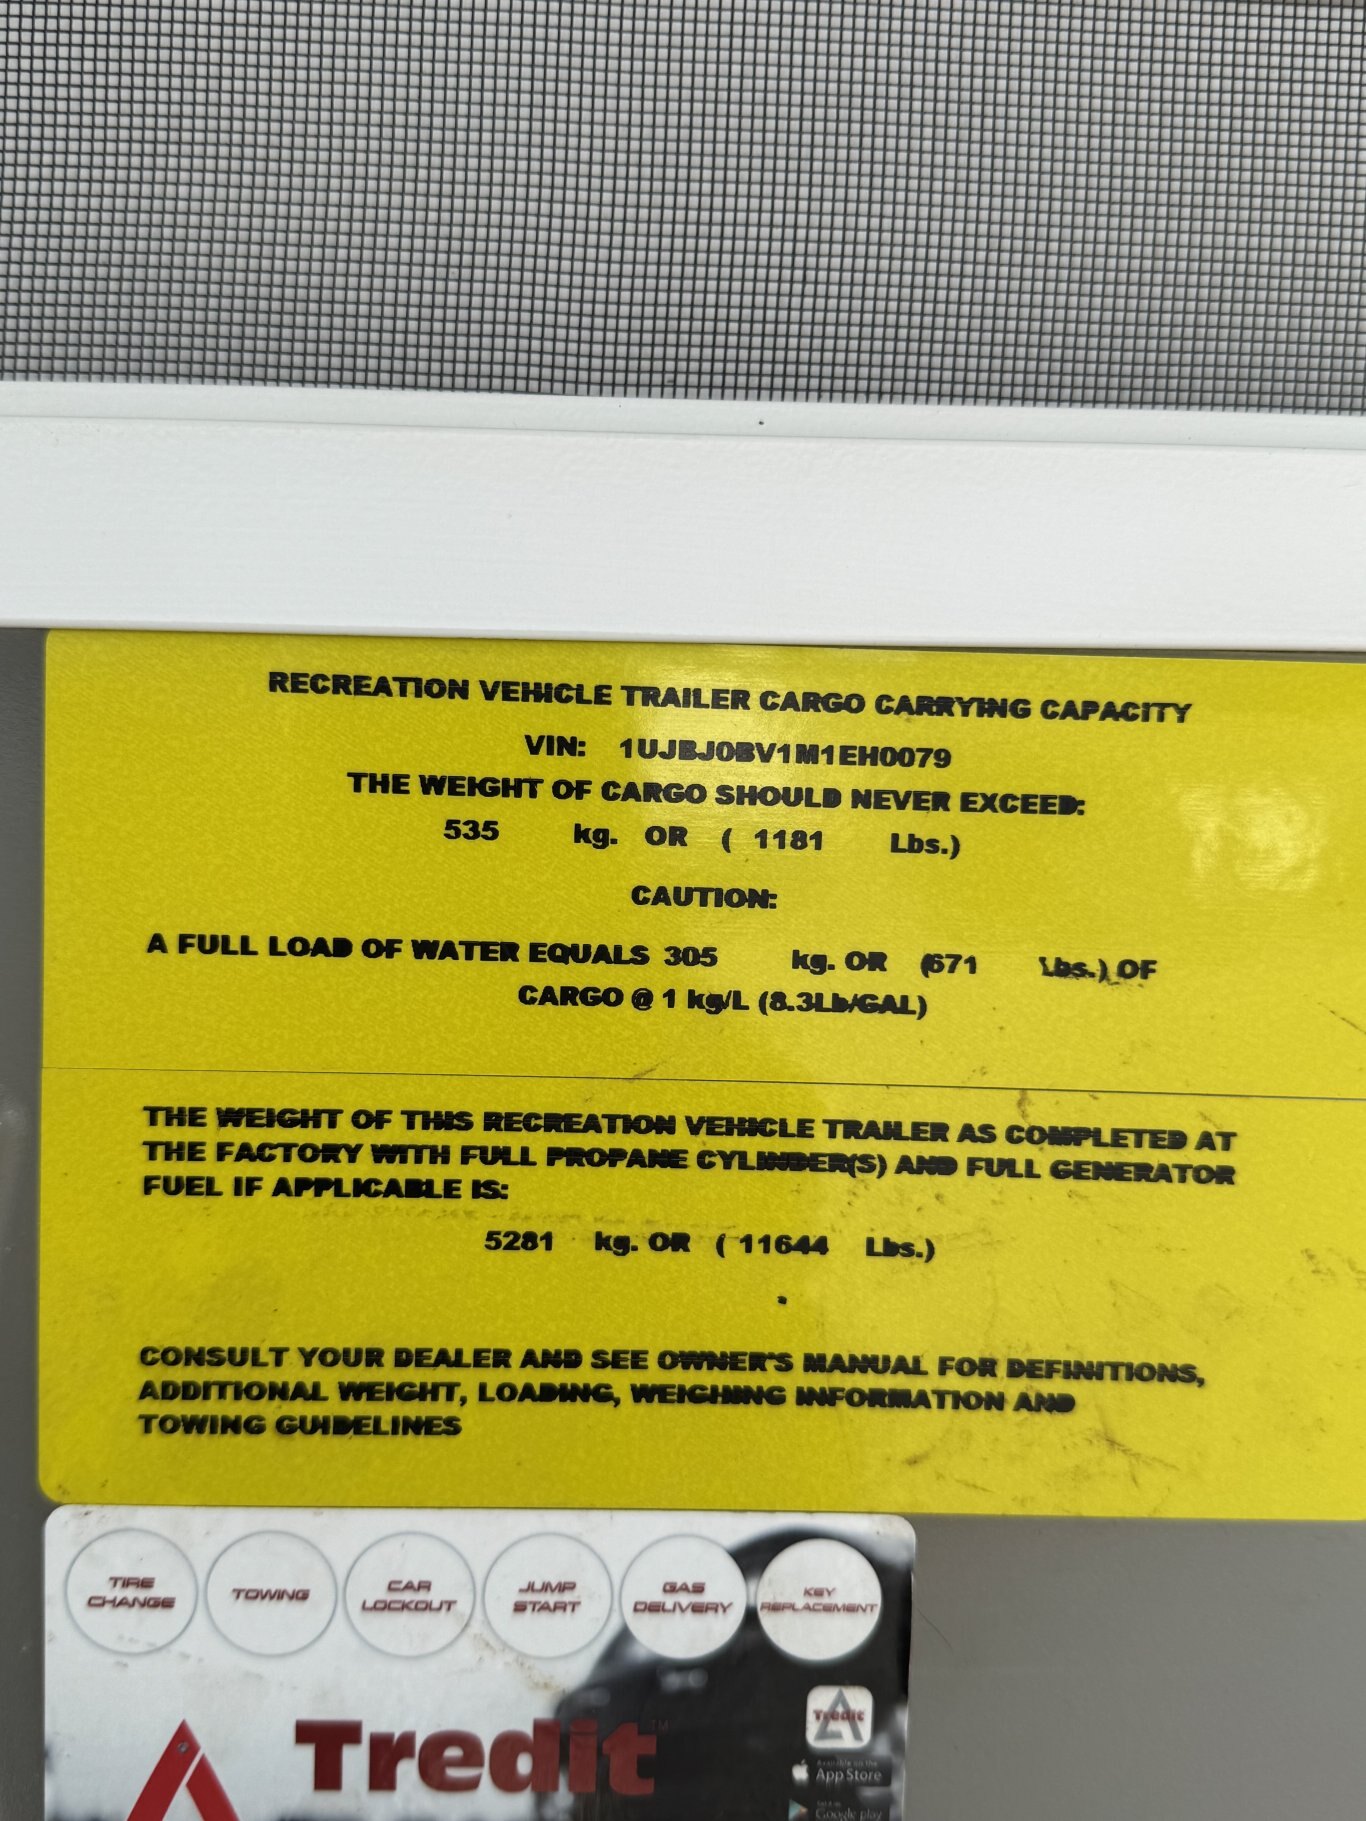 RECREATION VEHICLE TRAILER CARGO CARRYING CAPACITY
VIN: 1UJBJ0BV1M1EH0079
THE WEIGHT OF CARGO SHOULD NEVER EXCEED:
535 kg. OR ( 1181 Lbs.)
CAUTION:
A FULL LOAD OF WATER EQUALS 305 kg. OR (671 Lbs.) OF
CARGO @ 1 kg/L (8.3Lb/GAL)
THE WEIGHT OF THIS RECREATION VEHICLE TRAILER AS COMPLETED AT
THE FACTORY WITH FULL PROPANE CYLINDER(S) AND FULL GENERATOR
FUEL IF APPLICABLE IS:
5281 kg. OR ( 11644 Lbs.)
CONSULT YOUR DEALER AND SEE OWNER'S MANUAL FOR DEFINITIONS,
ADDITIONAL WEIGHT, LOADING, WEIGHING INFORMATION AND
TOWING GUIDELINES
TIRE CHANGE
TOWING
CAR LOCKOUT
JUMP START
GAS DELIVERY
KEY REPLACEMENT
Tredit
Tredit™
Available on the
App Store
Google play